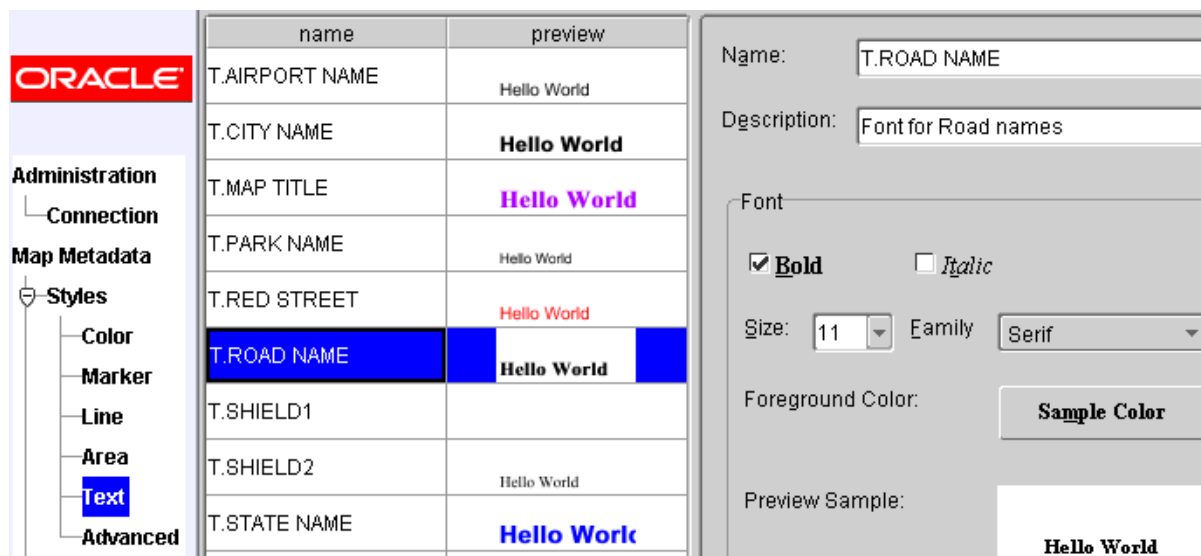 ORACLE
Administration
Connection
Map Metadata
Styles
Color
Marker
Line
Area
Text
Advanced
name preview
T.AIRPORT NAME Hello World
T.CITY NAME Hello World
T.MAP TITLE Hello World
T.PARK NAME Hello World
T.RED STREET Hello World
T.ROAD NAME Hello World
T.SHIELD1
T.SHIELD2 Hello World
T.STATE NAME Hello World
Name: T.ROAD NAME
Description: Font for Road names
Font
Bold Italic
Size: 11 Family Serif
Foreground Color: Sample Color
Preview Sample:
Hello World